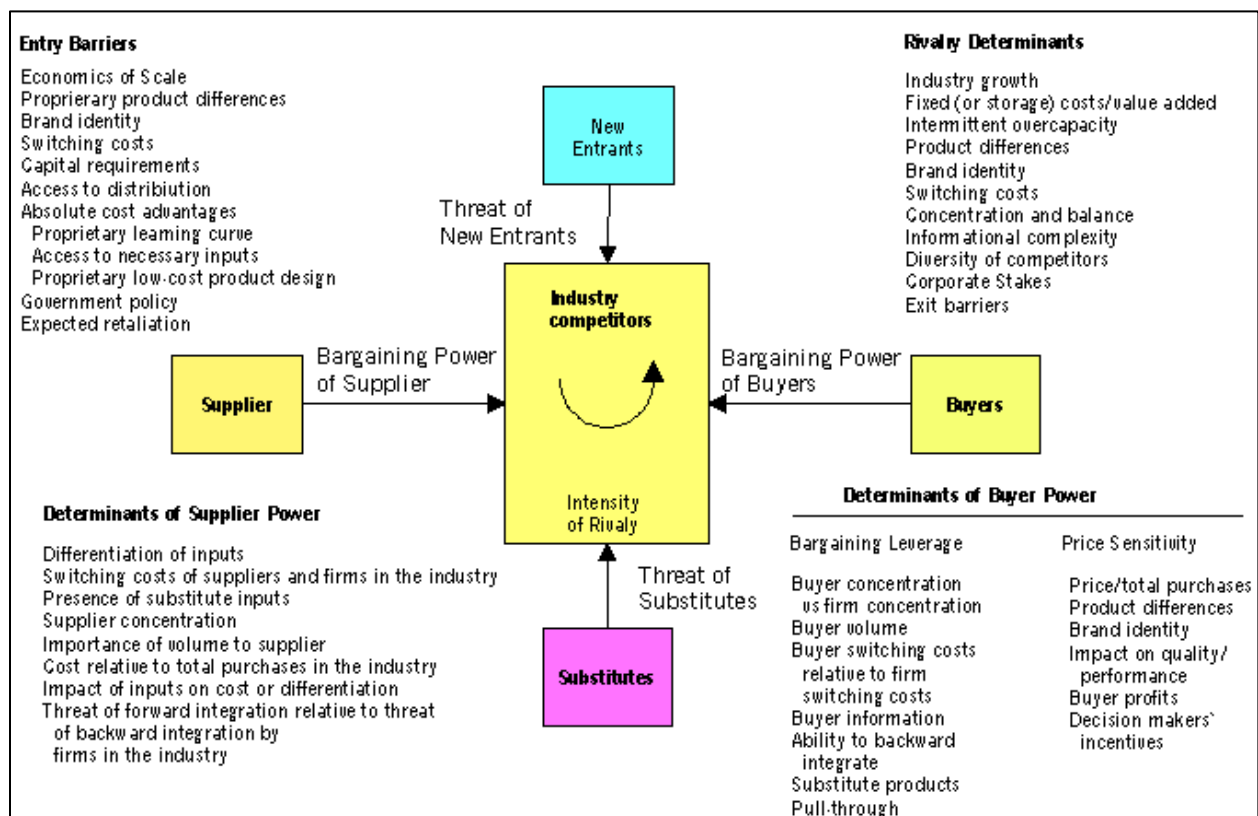 Entry Barriers
Economics of Scale
Proprierary product differences
Brand identity
Switching costs
Capital requirements
Access to distribiution
Absolute cost advantages
Proprietary learning curve
Access to necessary inputs
Proprietary low-cost product design
Government policy
Expected retaliation
New
Entrants
Rivalry Determinants
Industry growth
Fixed (or storage) costs/value added
Intermittent overcapacity
Product differences
Brand identity
Switching costs
Concentration and balance
Informational complexity
Diversity of competitors
Corporate Stakes
Exit barriers
Threat of
New Entrants
Industry
competitors
Bargaining Power
of Supplier
Bargaining Power
of Buyers
Supplier
Buyers
Intensity
of Rivaly
Determinants of Supplier Power
Differentiation of inputs
Switching costs of suppliers and firms in the industry
Presence of substitute inputs
Supplier concentration
Importance of volume to supplier
Cost relative to total purchases in the industry
Impact of inputs on cost or differentiation
Threat of forward integration relative to threat
of backward integration by
firms in the industry
Threat of
Substitutes
Substitutes
Determinants of Buyer Power
Bargaining Leverage
Buyer concentration
vs firm concentration
Buyer volume
Buyer switching costs
relative to firm
switching costs
Buyer information
Ability to backward
integrate
Substitute products
Pull-through
Price Sensitivity
Price/total purchases
Product differences
Brand identity
Impact on quality/
performance
Buyer profits
Decision makers`
incentives